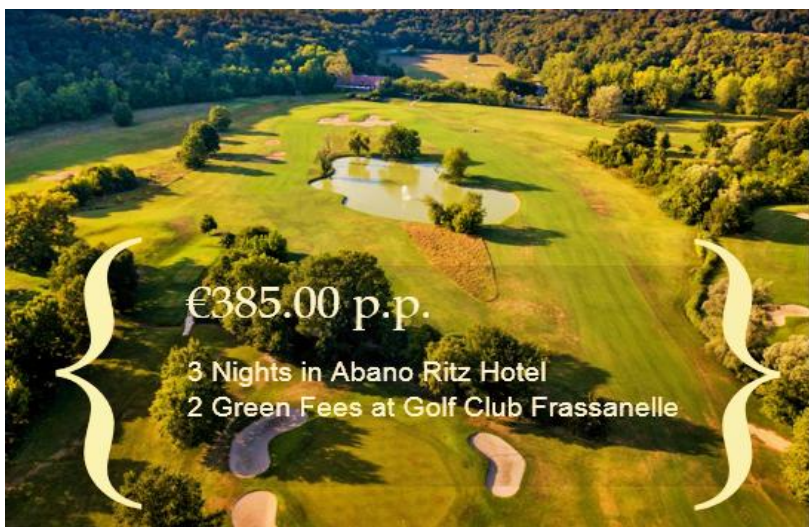 €385.00 p.p.
3 Nights in Abano Ritz Hotel
2 Green Fees at Golf Club Frassanelle